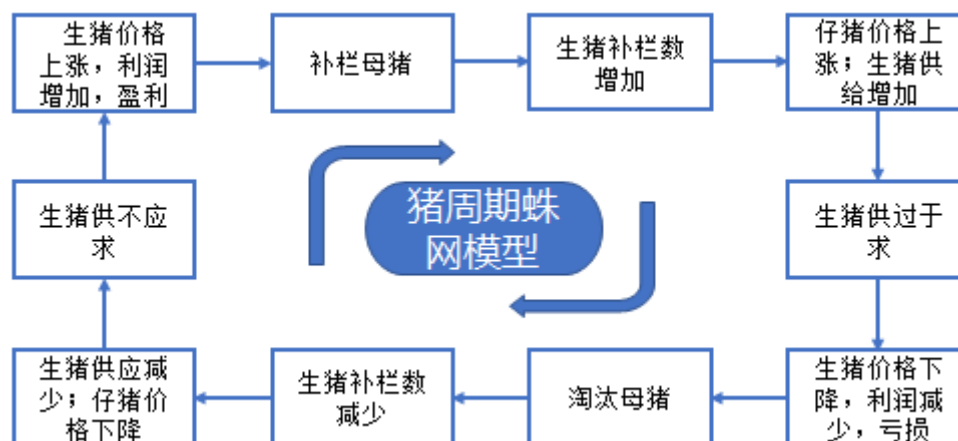 生猪价格
上涨，利润
增加，盈利
补栏母猪
生猪补栏数
增加
仔猪价格上
涨；生猪供
给增加
生猪供不应
求
猪周期蛛
网模型
生猪供过于
求
生猪供应减
少；仔猪价
格下降
生猪补栏数
减少
淘汰母猪
生猪价格下
降，利润减
少，亏损